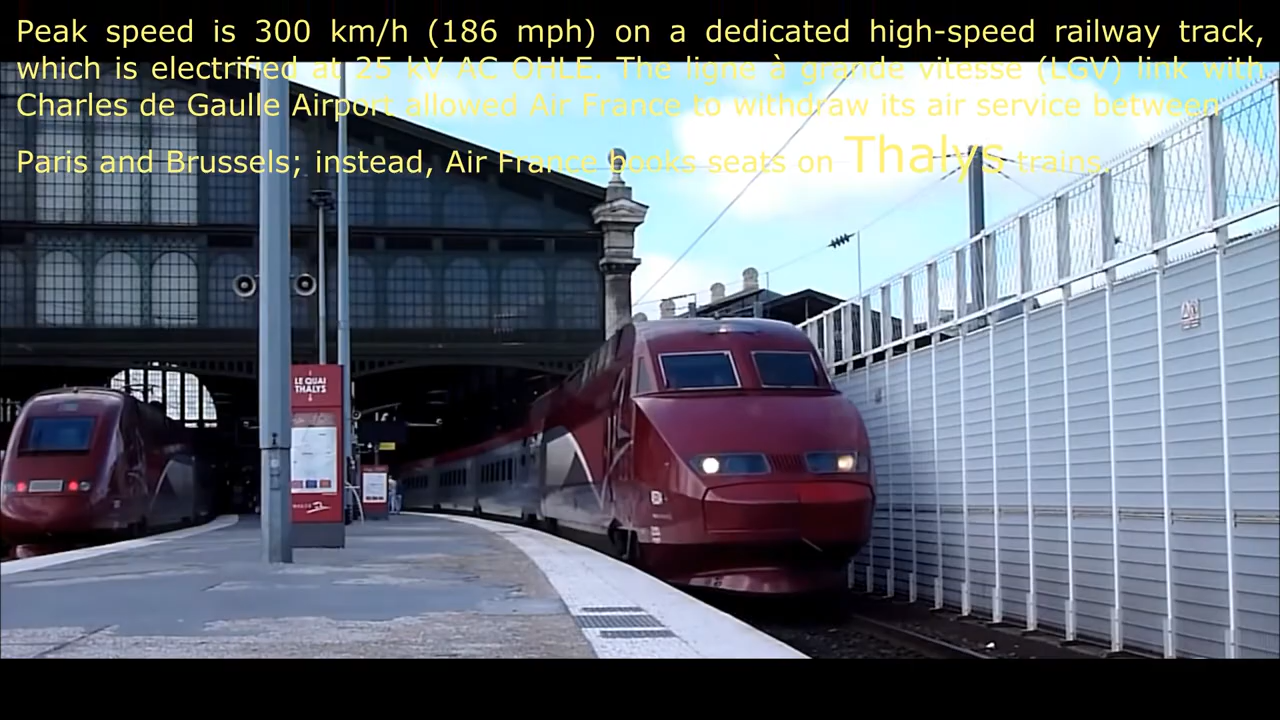 Peak speed is 300 km/h (186 mph) on a dedicated high-speed railway track,
which is electrified at 25 kV AC OHLE. The ligne à grande vitesse (LGV) link with
Charles de Gaulle Airport allowed Air France to withdraw its air service between
Paris and Brussels; instead, Air France books seats on Thalys trains.
LE QUAI
THALYS